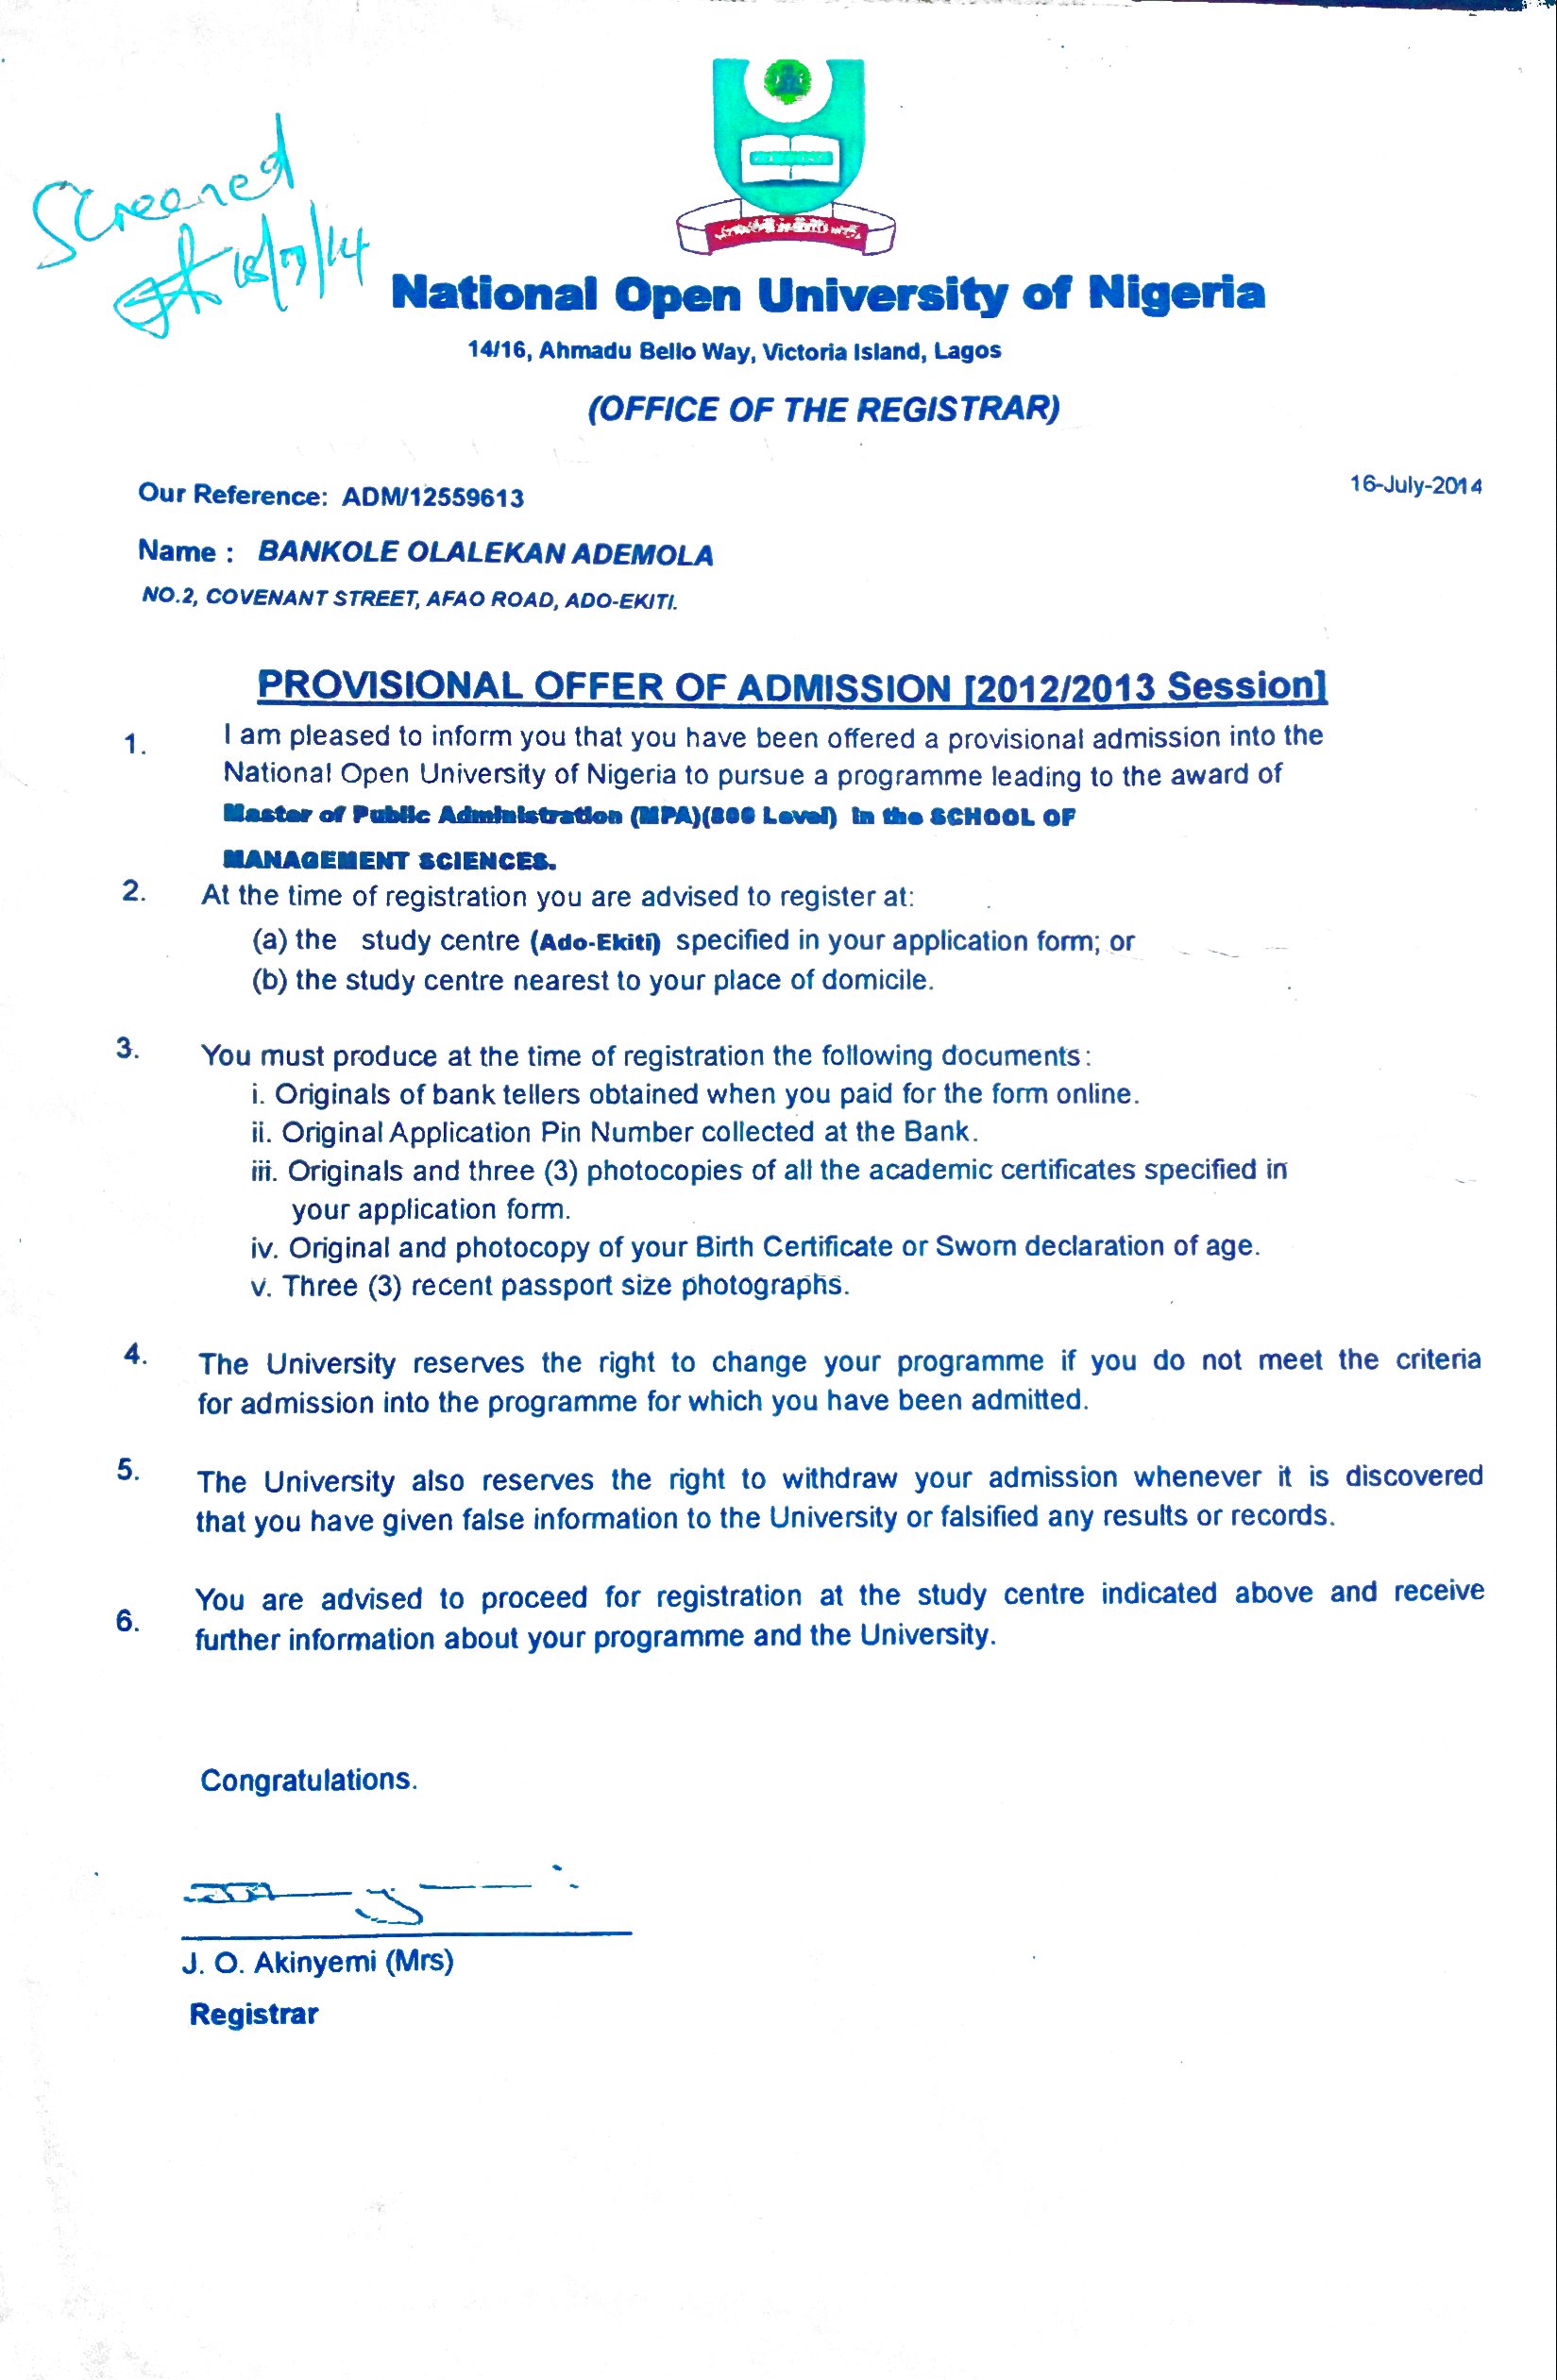 Screened
18/7/14
National Open University of Nigeria
14/16, Ahmadu Bello Way, Victoria Island, Lagos
(OFFICE OF THE REGISTRAR)
16-July-2014
Our Reference: ADM/12559613
Name : BANKOLE OLALEKAN ADEMOLA
NO.2, COVENANT STREET, AFAO ROAD, ADO-EKITI.
PROVISIONAL OFFER OF ADMISSION [2012/2013 Session]
1. I am pleased to inform you that you have been offered a provisional admission into the
National Open University of Nigeria to pursue a programme leading to the award of
Master of Public Administration (MPA)(800 Level) in the SCHOOL OF
MANAGEMENT SCIENCES.
2. At the time of registration you are advised to register at:
(a) the study centre (Ado-Ekiti) specified in your application form; or
(b) the study centre nearest to your place of domicile.
3. You must produce at the time of registration the following documents:
i. Originals of bank tellers obtained when you paid for the form online.
ii. Original Application Pin Number collected at the Bank.
iii. Originals and three (3) photocopies of all the academic certificates specified in
your application form.
iv. Original and photocopy of your Birth Certificate or Sworn declaration of age.
v. Three (3) recent passport size photographs.
4. The University reserves the right to change your programme if you do not meet the criteria
for admission into the programme for which you have been admitted.
5. The University also reserves the right to withdraw your admission whenever it is discovered
that you have given false information to the University or falsified any results or records.
6. You are advised to proceed for registration at the study centre indicated above and receive
further information about your programme and the University.
Congratulations.
J. O. Akinyemi (Mrs)
Registrar